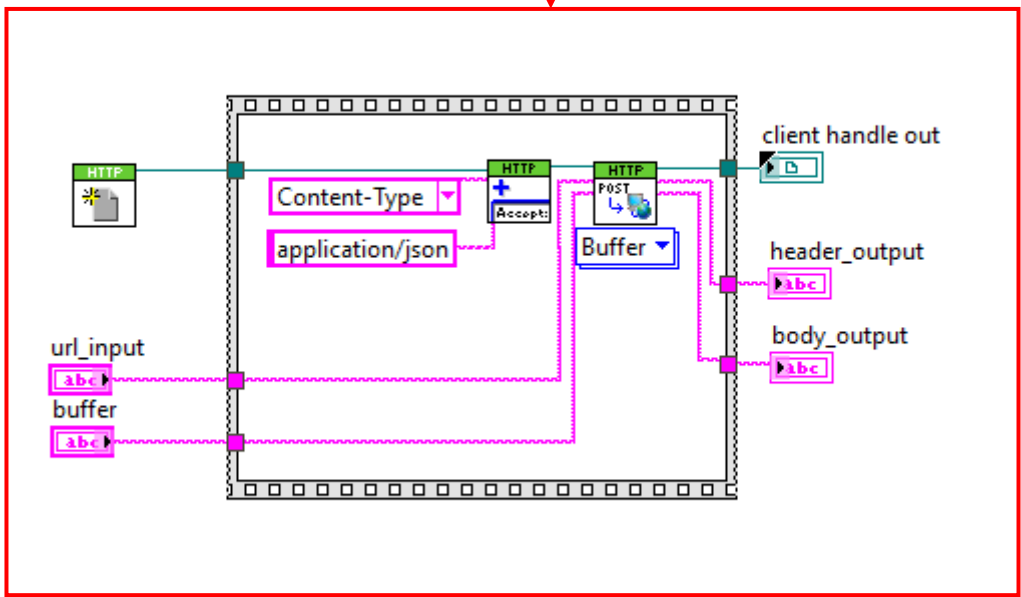 client handle out
HTTP
HTTP
HTTP
Content-Type
POST
Accept:
application/json
Buffer
header_output
abc
url_input
body_output
abc
abc
buffer
abc